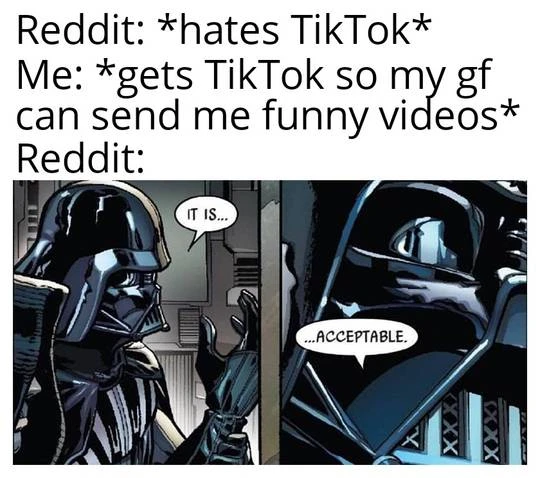 Reddit: *hates TikTok*
Me: *gets TikTok so my gf
can send me funny videos*
Reddit:
IT IS...
...ACCEPTABLE.